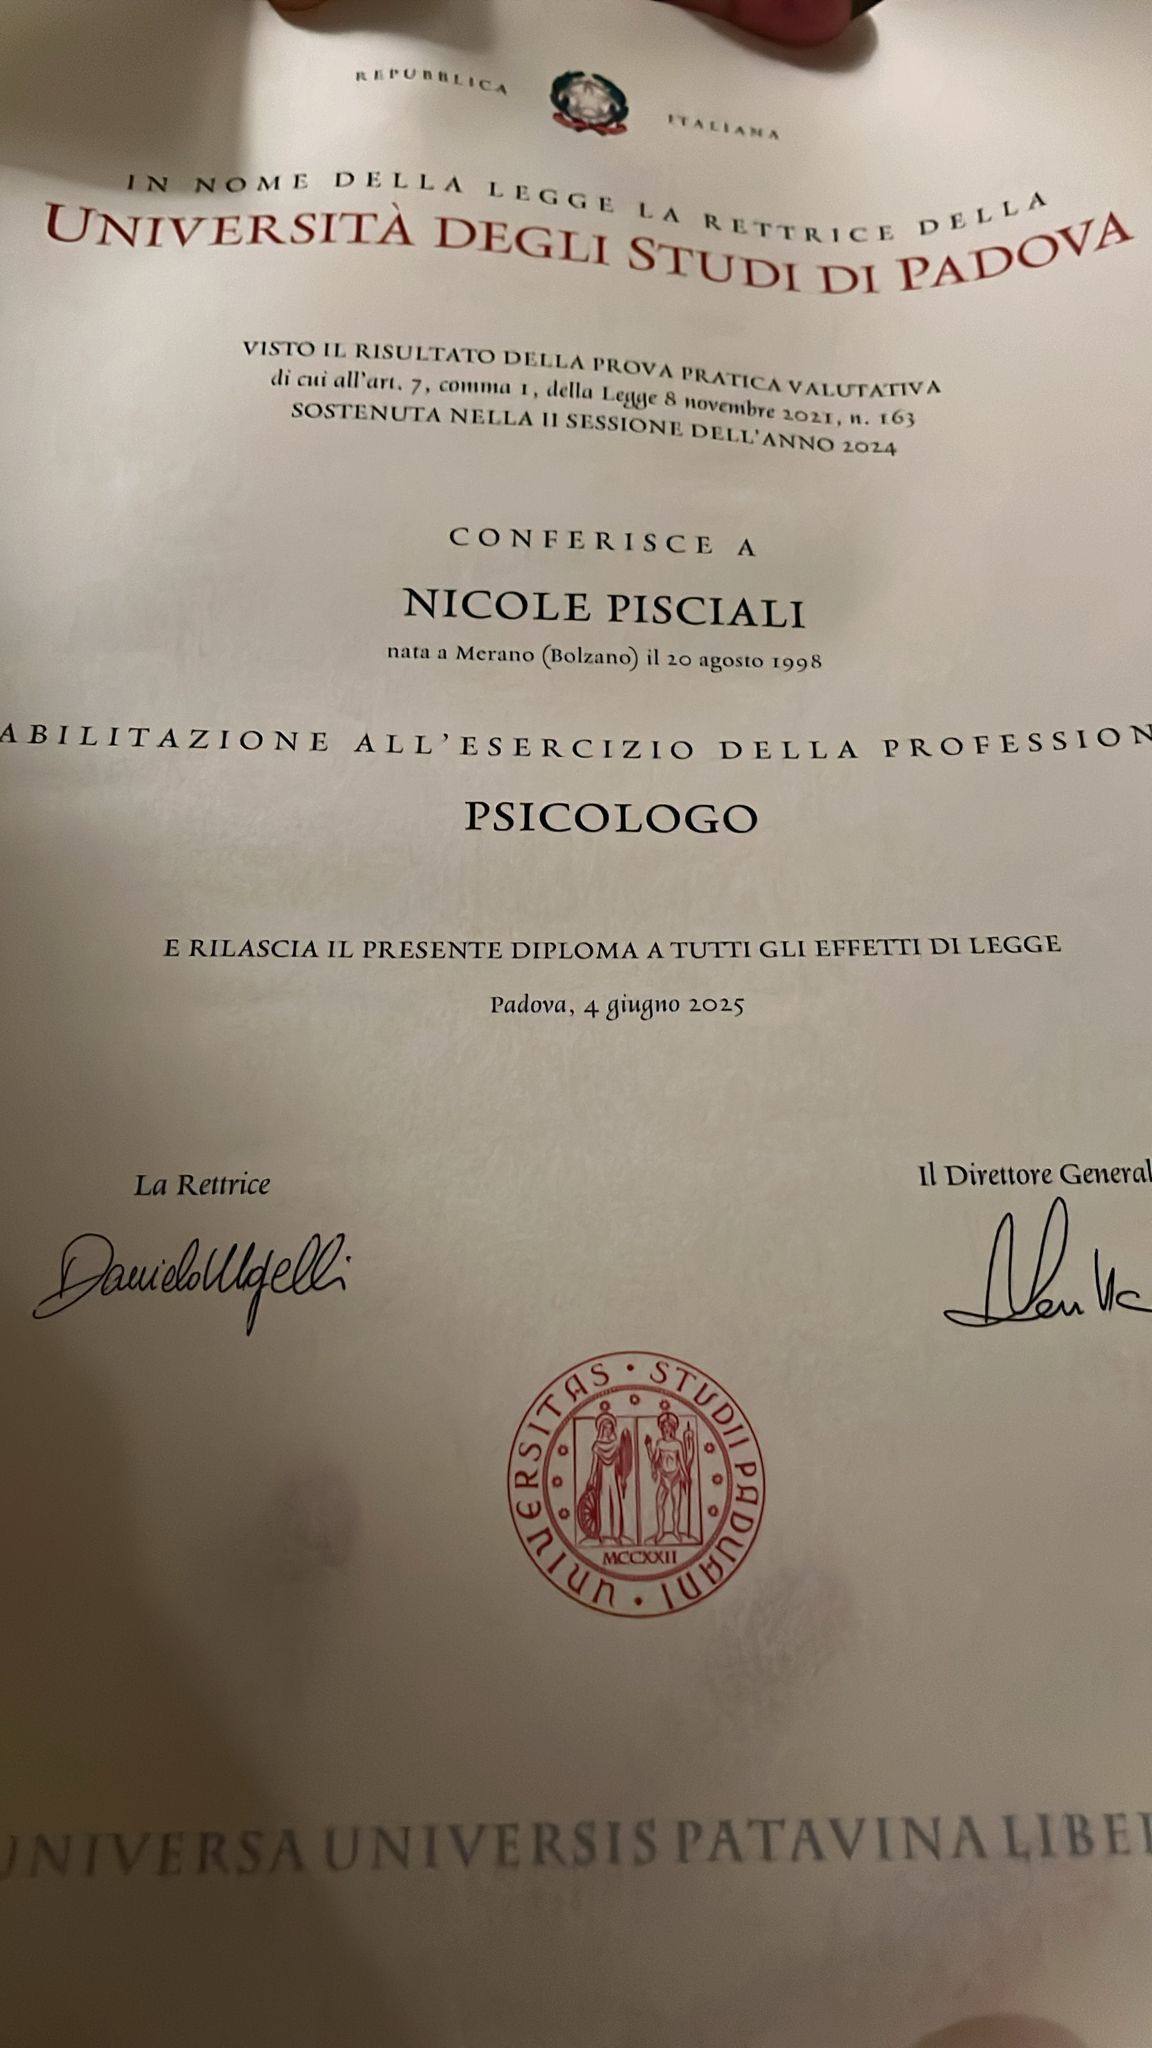 REPUBBLICA ITALIANA
IN NOME DELLA LEGGE LA RETTRICE DELLA
UNIVERSITÀ DEGLI STUDI DI PADOVA
VISTO IL RISULTATO DELLA PROVA PRATICA VALUTATIVA
di cui all'art. 7, comma 1, della Legge 8 novembre 2021, n. 163
SOSTENUTA NELLA II SESSIONE DELL'ANNO 2024
CONFERISCE A
NICOLE PISCIALI
nata a Merano (Bolzano) il 20 agosto 1998
ABILITAZIONE ALL'ESERCIZIO DELLA PROFESSION
PSICOLOGO
E RILASCIA IL PRESENTE DIPLOMA A TUTTI GLI EFFETTI DI LEGGE
Padova, 4 giugno 2025
La Rettrice
Il Direttore General
UNIVERSITAS · STUDII PADUANI ·
MCCXXII
UNIVERSA UNIVERSIS PATAVINA LIBE